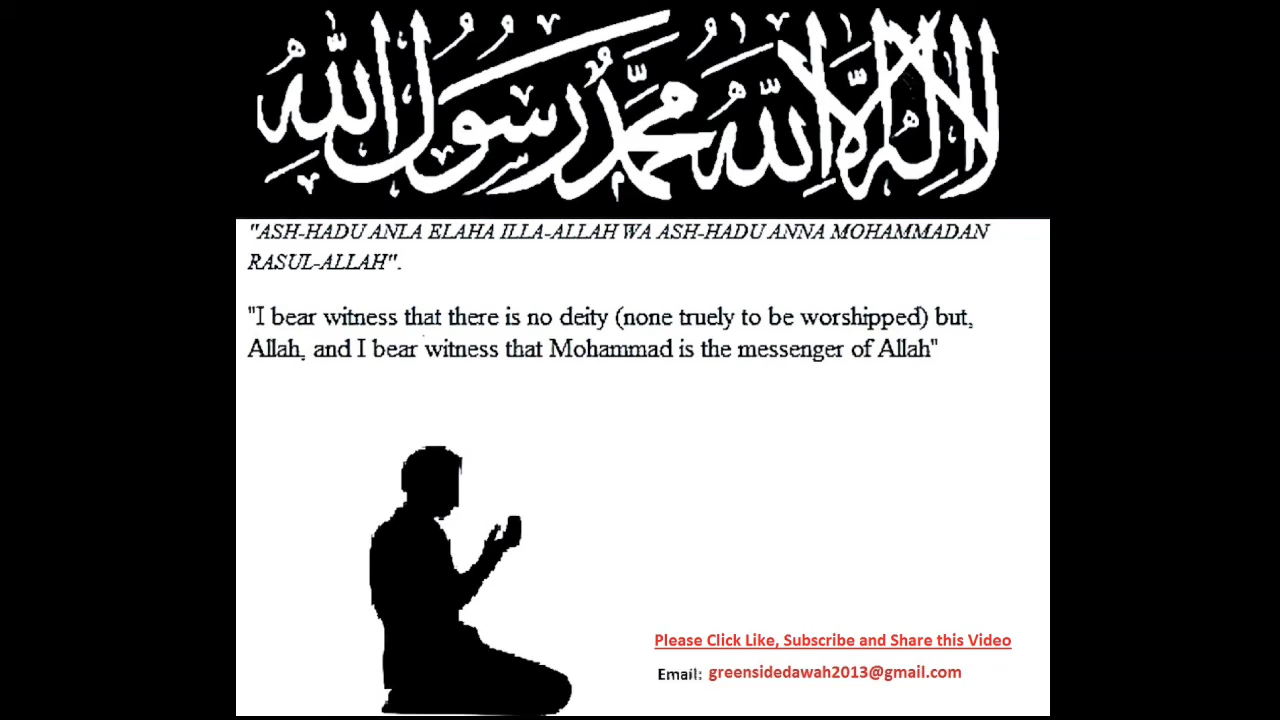 لا إله إلا الله محمد رسول الله
"ASH-HADU ANLA ELAHA ILLA-ALLAH WA ASH-HADU ANNA MOHAMMADAN
RASUL-ALLAH".
"I bear witness that there is no deity (none truely to be worshipped) but,
Allah, and I bear witness that Mohammad is the messenger of Allah"
Please Click Like, Subscribe and Share this Video
Email: greensidedawah2013@gmail.com